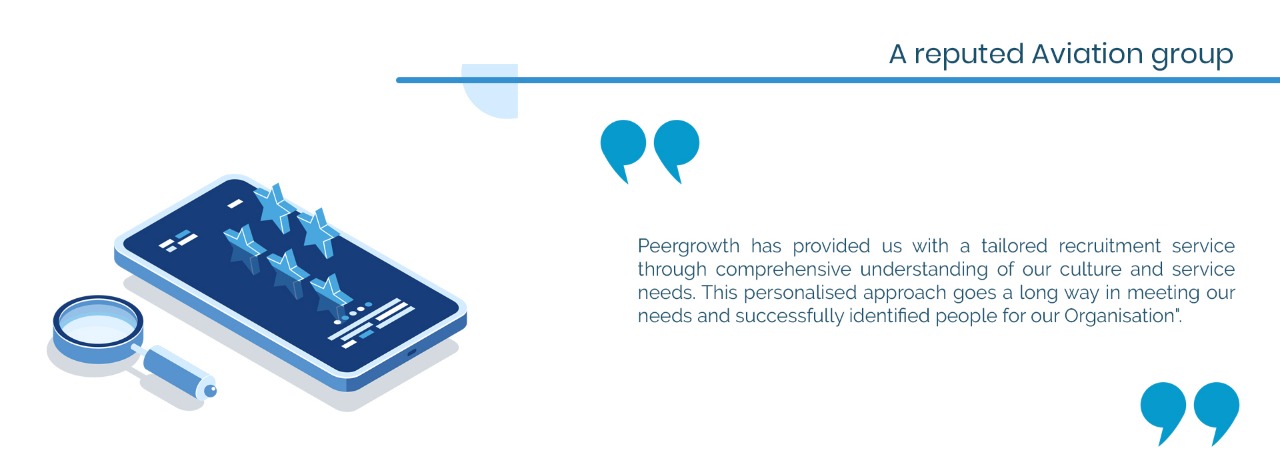 A reputed Aviation group
Peergrowth has provided us with a tailored recruitment service
through comprehensive understanding of our culture and service
needs. This personalised approach goes a long way in meeting our
needs and successfully identified people for our Organisation".